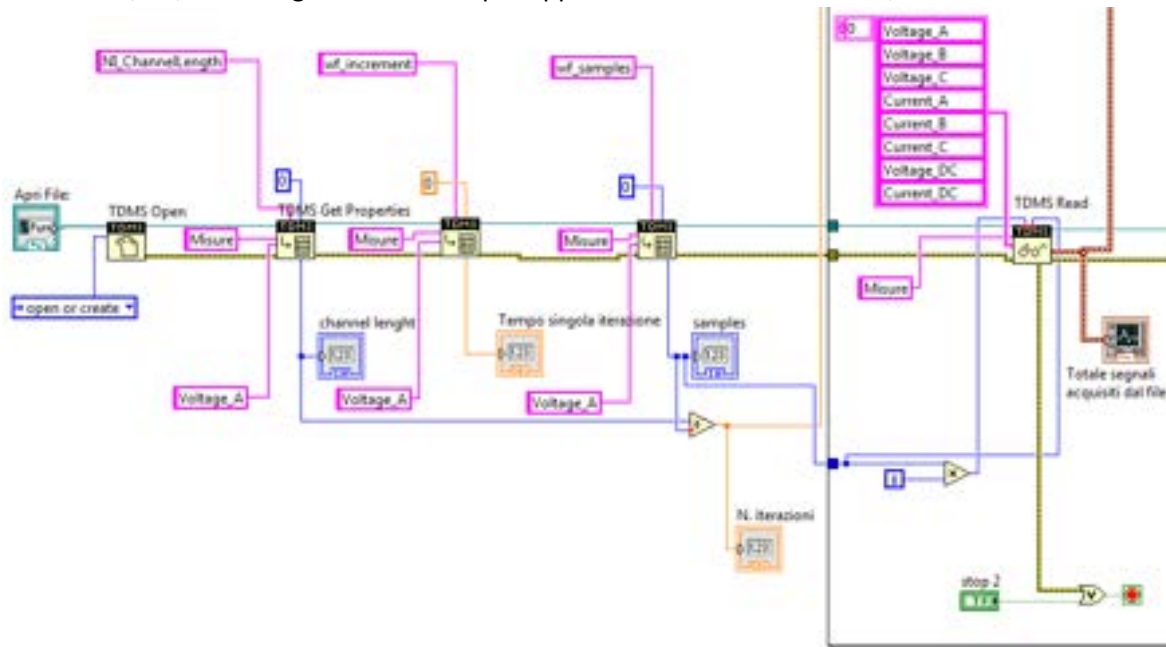 NI_ChannelLength
wf_increment
wf_samples
Voltage_A
Voltage_B
Voltage_C
Current_A
Current_B
Current_C
Voltage_DC
Current_DC
Apri File:
TDMS Open
TDMS Get Properties
TDMS Read
0
0
0
0
Misure
Misure
Misure
Misure
open or create
channel lenght
Tempo singola iterazione
samples
Totale segnali
acquisiti dal file
Voltage_A
Voltage_A
Voltage_A
i
N. Iterazioni
stop 2
TF